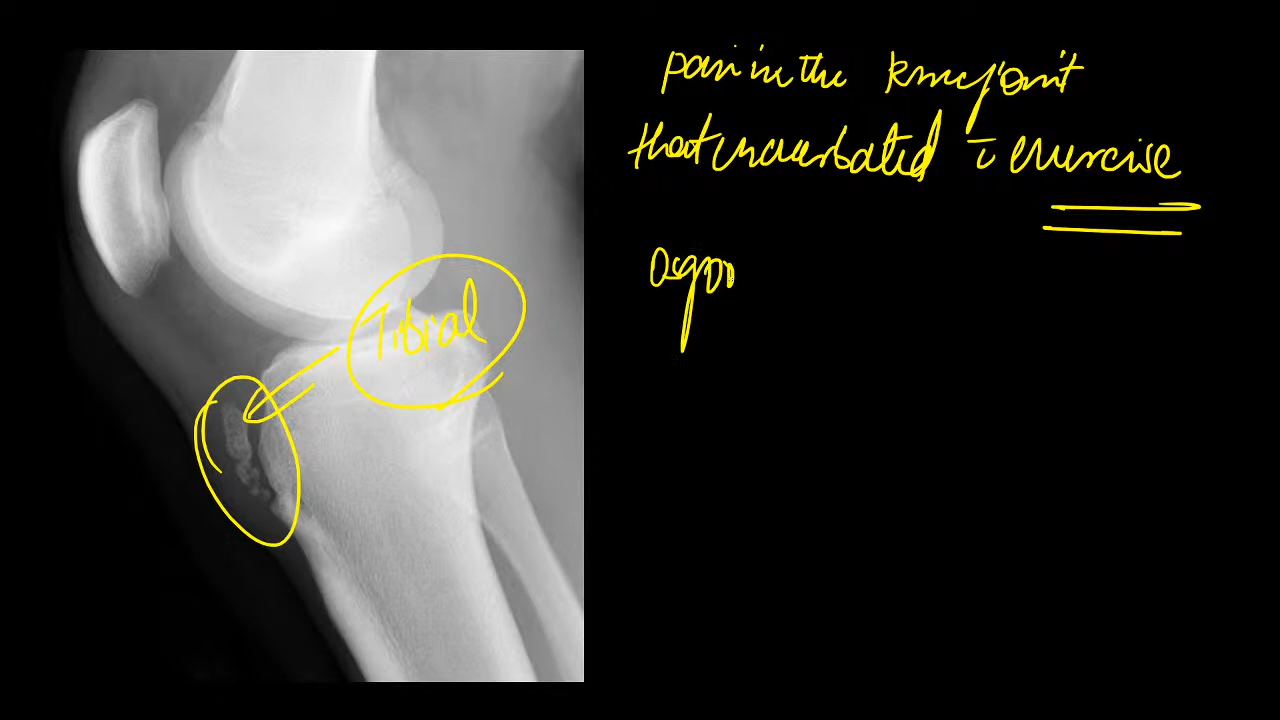 pain in the knee joint
that exacerbated c̄ exercise
Tibial